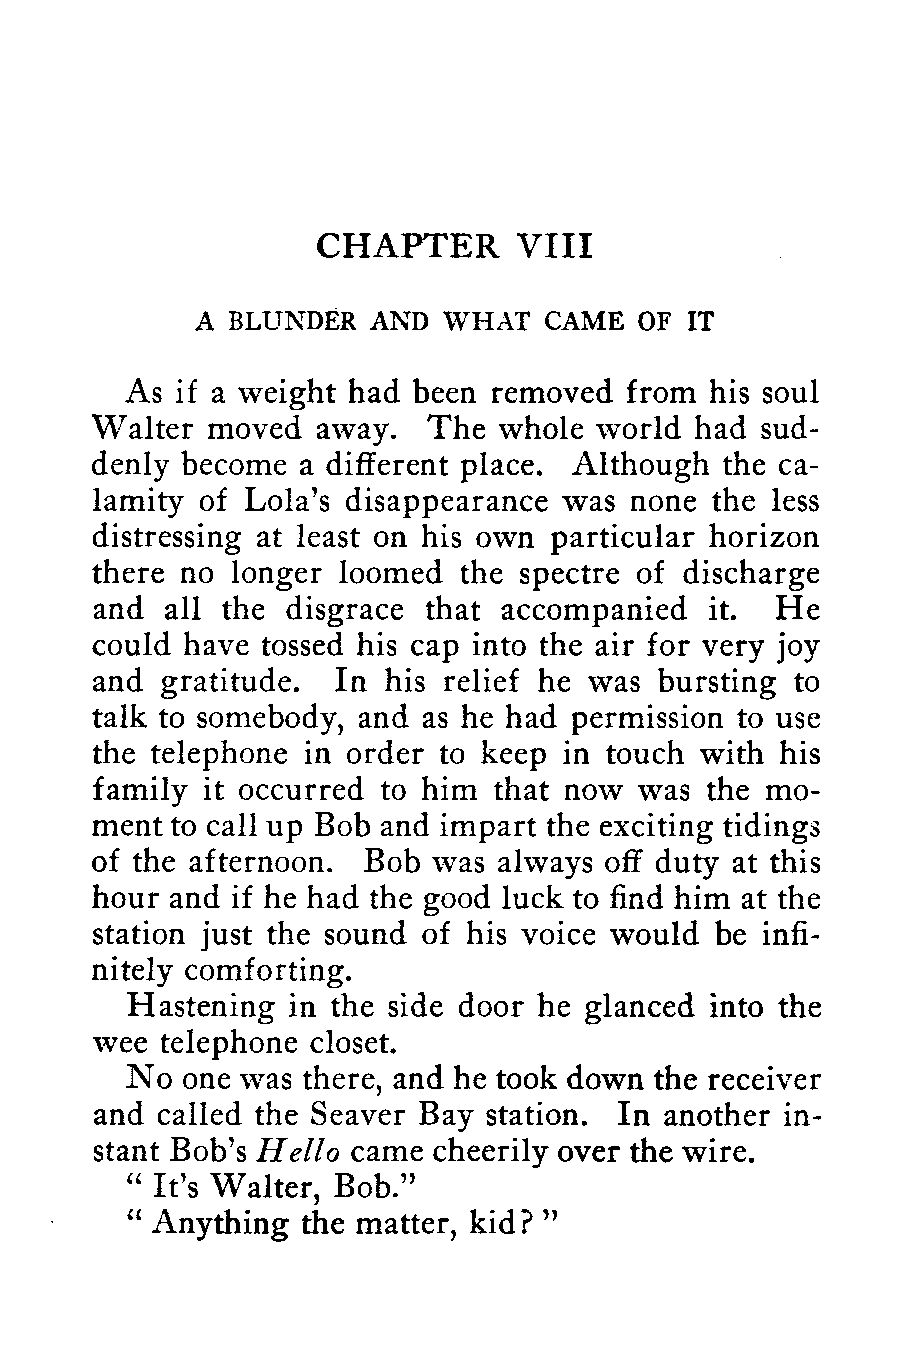 CHAPTER VIII
A BLUNDER AND WHAT CAME OF IT
As if a weight had been removed from his soul
Walter moved away. The whole world had sud-
denly become a different place. Although the ca-
lamity of Lola's disappearance was none the less
distressing at least on his own particular horizon
there no longer loomed the spectre of discharge
and all the disgrace that accompanied it. He
could have tossed his cap into the air for very joy
and gratitude. In his relief he was bursting to
talk to somebody, and as he had permission to use
the telephone in order to keep in touch with his
family it occurred to him that now was the mo-
ment to call up Bob and impart the exciting tidings
of the afternoon. Bob was always off duty at this
hour and if he had the good luck to find him at the
station just the sound of his voice would be infi-
nitely comforting.
Hastening in the side door he glanced into the
wee telephone closet.
No one was there, and he took down the receiver
and called the Seaver Bay station. In another in-
stant Bob's Hello came cheerily over the wire.
" It's Walter, Bob."
" Anything the matter, kid? "